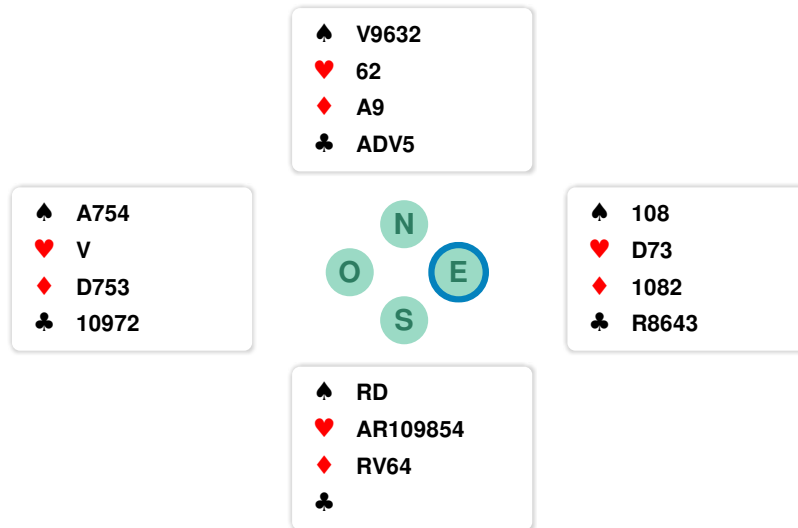 ♠ V9632
♥ 62
♦ A9
♣ ADV5
♠ A754
♥ V
♦ D753
♣ 10972
N
O
E
S
♠ 108
♥ D73
♦ 1082
♣ R8643
♠ RD
♥ AR109854
♦ RV64
♣